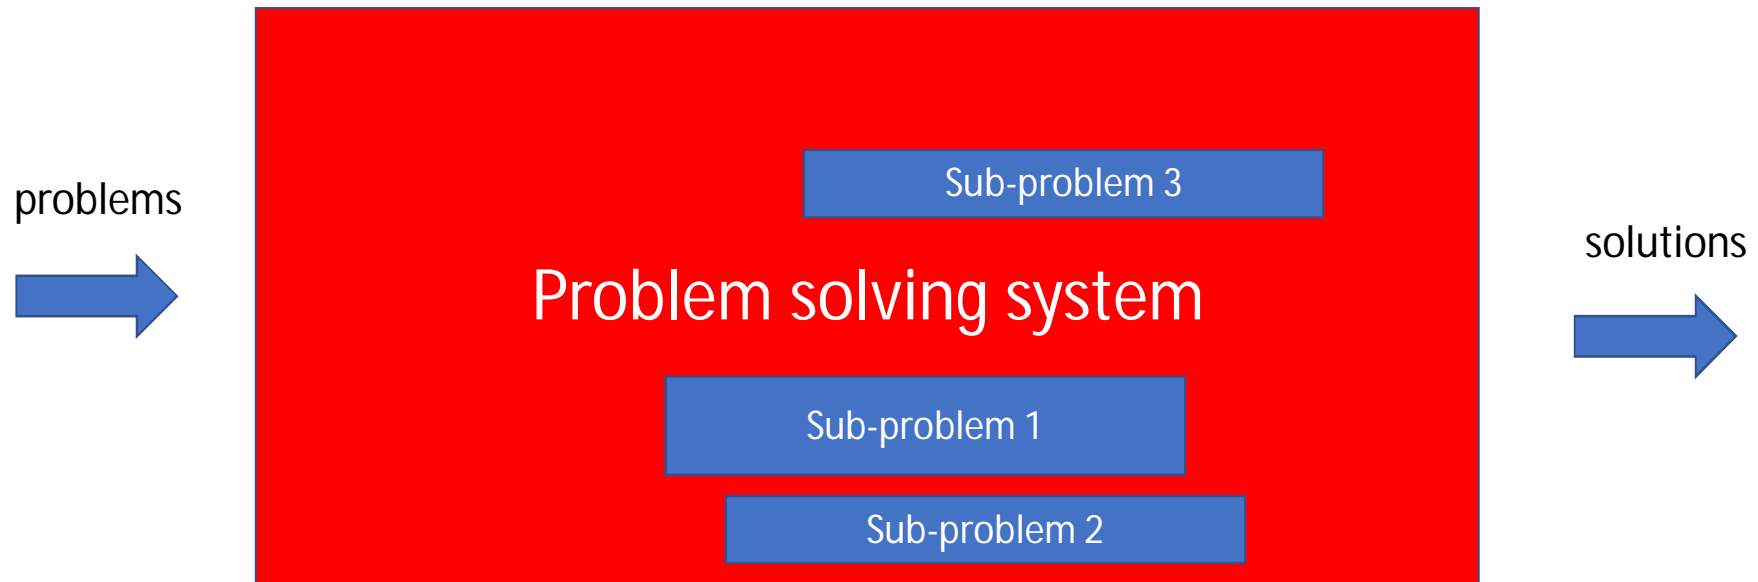 problems
Sub-problem 3
Problem solving system
Sub-problem 1
Sub-problem 2
solutions